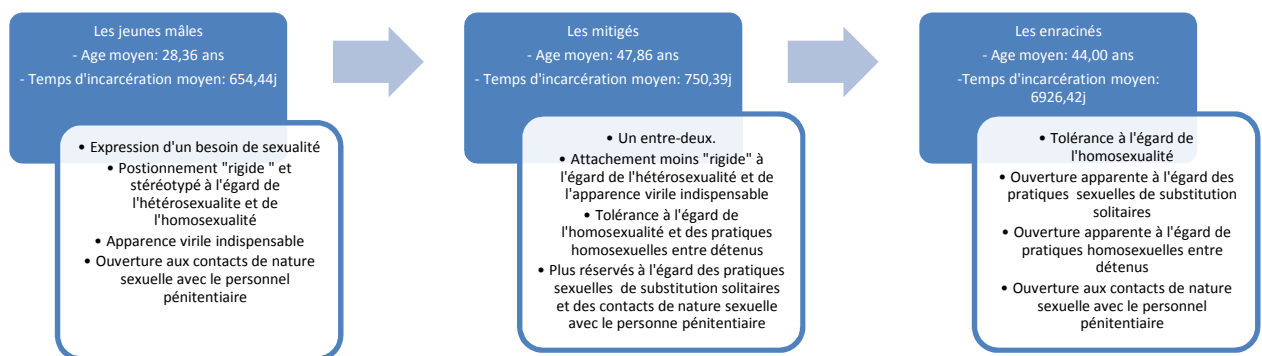 Les jeunes mâles
- Age moyen: 28,36 ans
- Temps d'incarcération moyen: 654,44j
• Expression d'un besoin de sexualité
• Postionnement "rigide " et
stéréotypé à l'égard de
l'hétérosexualite et de
l'homosexualité
• Apparence virile indispensable
• Ouverture aux contacts de nature
sexuelle avec le personnel
pénitentiaire
Les mitigés
- Age moyen: 47,86 ans
- Temps d'incarcération moyen: 750,39j
• Un entre-deux.
• Attachement moins "rigide" à
l'égard de l'hétérosexualité et de
l'apparence virile indispensable
• Tolérance à l'égard de
l'homosexualité et des pratiques
homosexuelles entre détenus
• Plus réservés à l'égard des pratiques
sexuelles de substitution solitaires
et des contacts de nature sexuelle
avec le personne pénitentiaire
Les enracinés
- Age moyen: 44,00 ans
-Temps d'incarcération moyen:
6926,42j
• Tolérance à l'égard de
l'homosexualité
• Ouverture apparente à l'égard des
pratiques sexuelles de substitution
solitaires
• Ouverture apparente à l'égard de
pratiques homosexuelles entre
détenus
• Ouverture aux contacts de nature
sexuelle avec le personnel
pénitentiaire